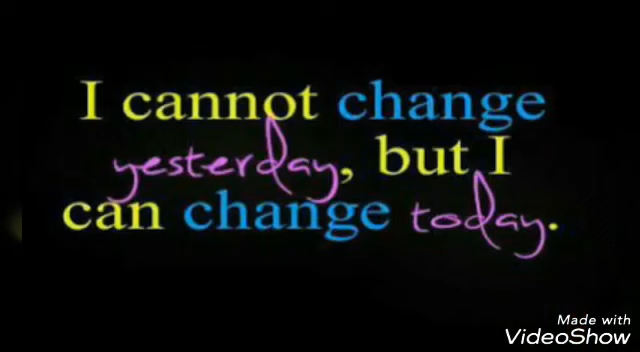 I cannot change
yesterday, but I
can change today.
Made with
VideoShow